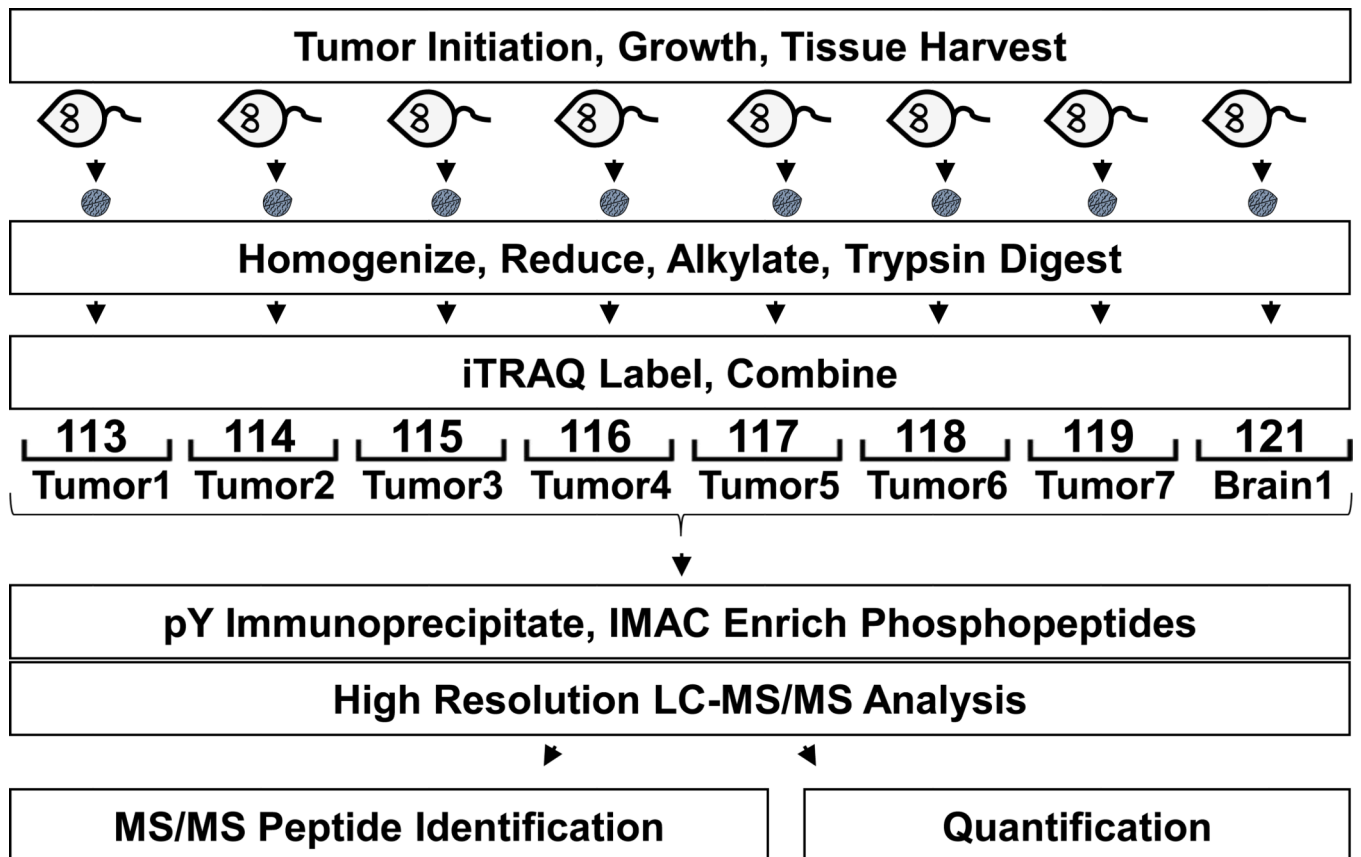 Tumor Initiation, Growth, Tissue Harvest
Homogenize, Reduce, Alkylate, Trypsin Digest
iTRAQ Label, Combine
113 114 115 116 117 118 119 121
Tumor1 Tumor2 Tumor3 Tumor4 Tumor5 Tumor6 Tumor7 Brain1
pY Immunoprecipitate, IMAC Enrich Phosphopeptides
High Resolution LC-MS/MS Analysis
MS/MS Peptide Identification
Quantification